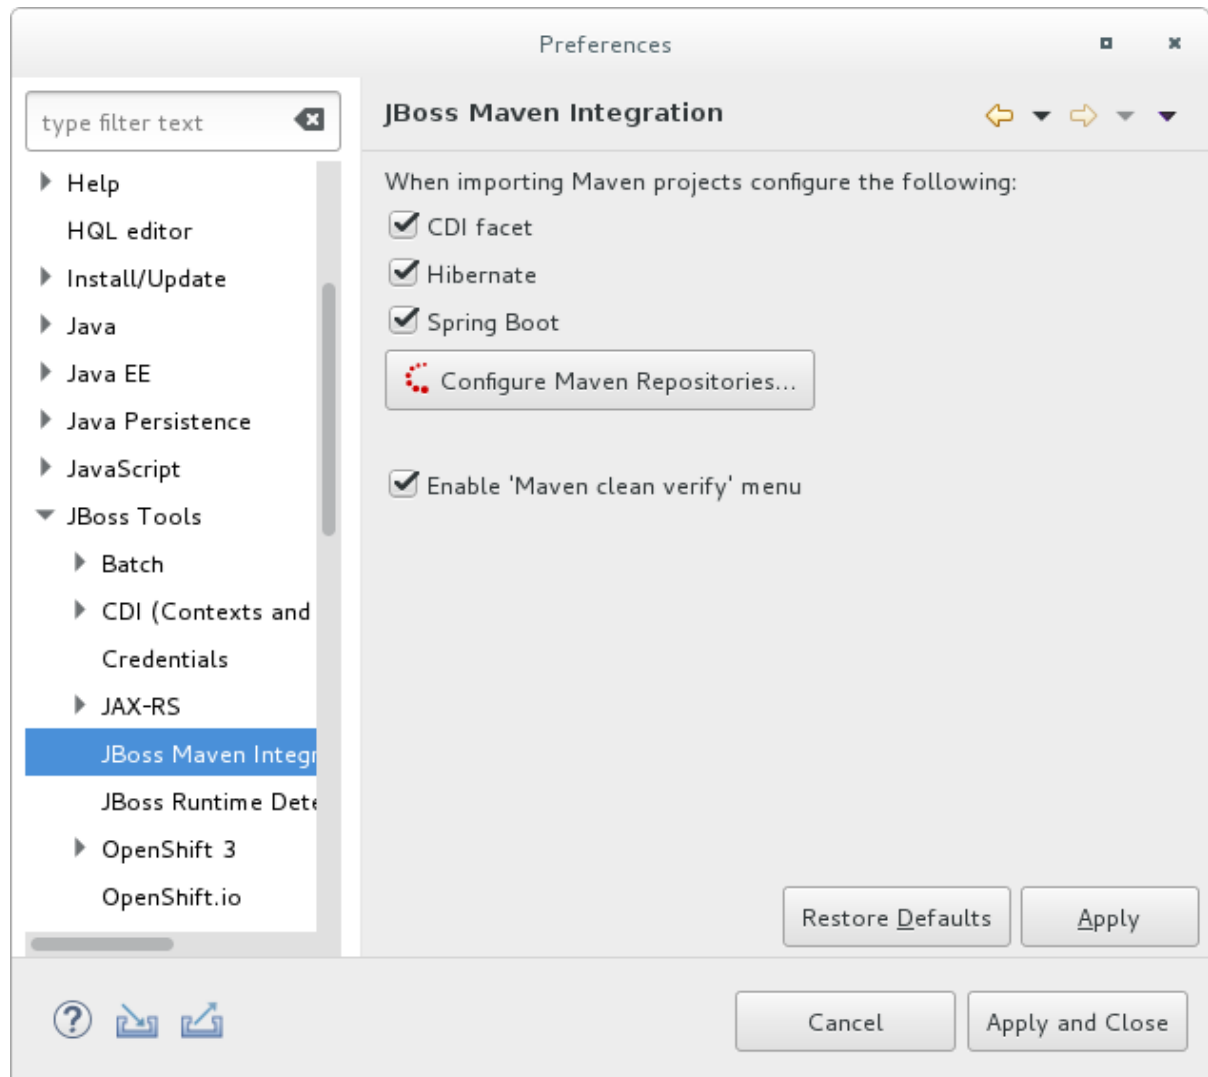 Preferences
type filter text
Help
HQL editor
Install/Update
Java
Java EE
Java Persistence
JavaScript
JBoss Tools
Batch
CDI (Contexts and
Credentials
JAX-RS
JBoss Maven Integr
JBoss Runtime Dete
OpenShift 3
OpenShift.io
JBoss Maven Integration
When importing Maven projects configure the following:
CDI facet
Hibernate
Spring Boot
Configure Maven Repositories...
Enable 'Maven clean verify' menu
Restore Defaults
Apply
Cancel
Apply and Close